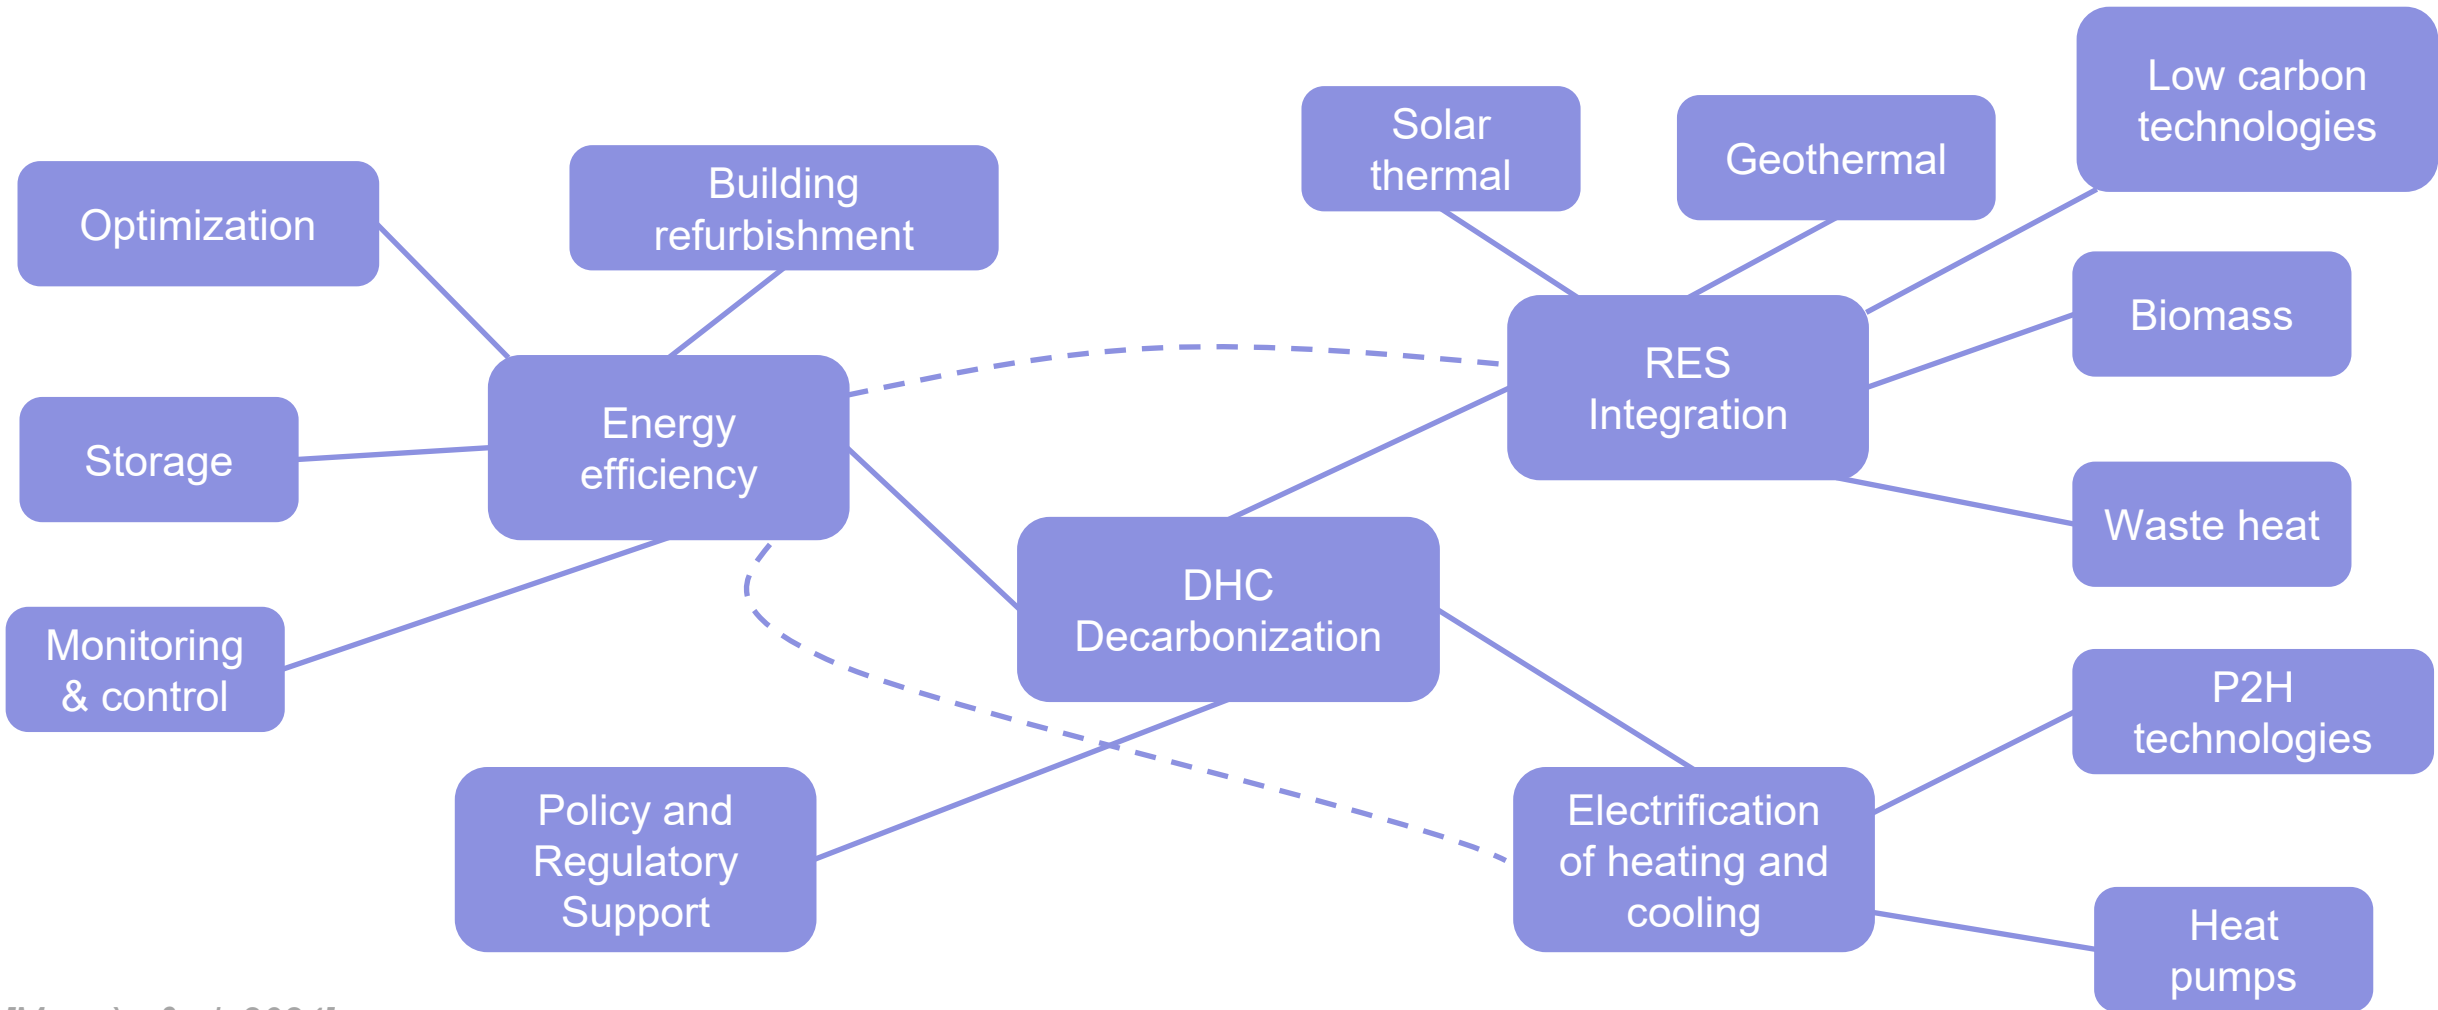 Low carbon
technologies
Solar
thermal
Geothermal
Building
refurbishment
Optimization
Biomass
RES
Integration
Energy
efficiency
Storage
Waste heat
DHC
Decarbonization
Monitoring
& control
P2H
technologies
Policy and
Regulatory
Support
Electrification
of heating and
cooling
Heat
pumps